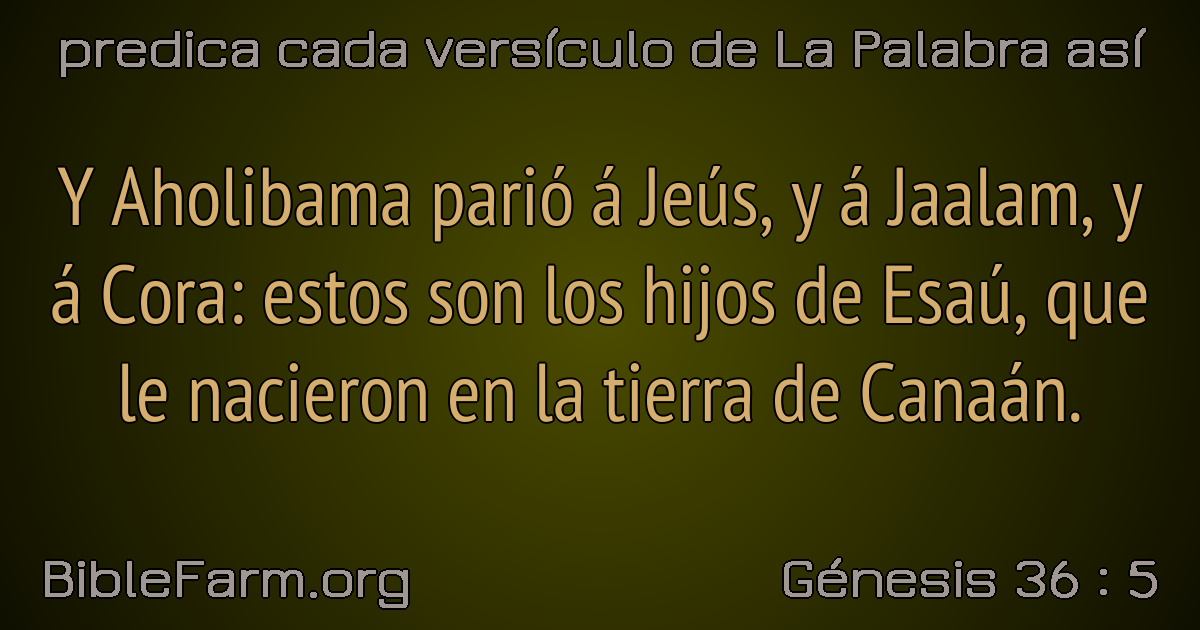 predica cada versículo de La Palabra así
Y Aholibama parió á Jeús, y á Jaalam, y
á Cora: estos son los hijos de Esaú, que
le nacieron en la tierra de Canaán.
BibleFarm.org
Génesis 36 : 5